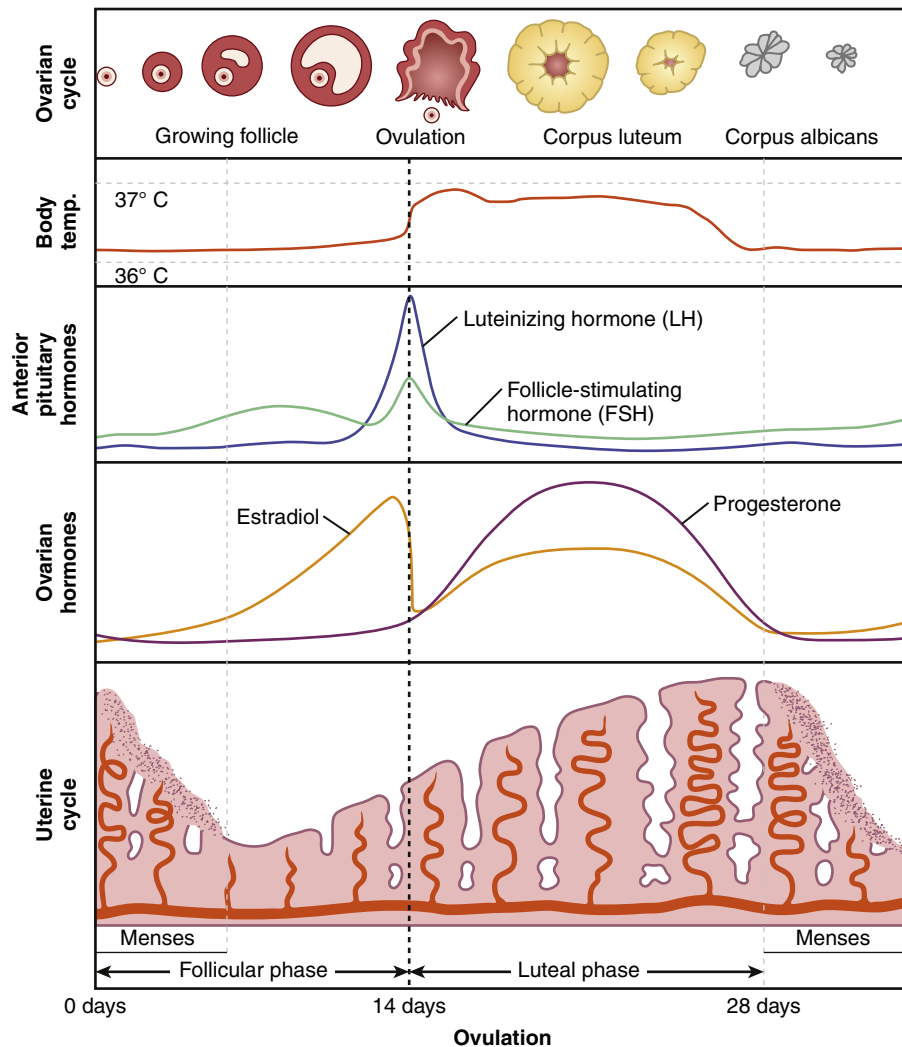 Ovarian
cycle
Growing follicle
Ovulation
Corpus luteum
Corpus albicans
Body
temp.
37° C
36° C
Anterior
pituitary
hormones
Luteinizing hormone (LH)
Follicle-stimulating
hormone (FSH)
Ovarian
hormones
Estradiol
Progesterone
Uterine
cycle
Menses
Menses
Follicular phase
Luteal phase
0 days
14 days
28 days
Ovulation